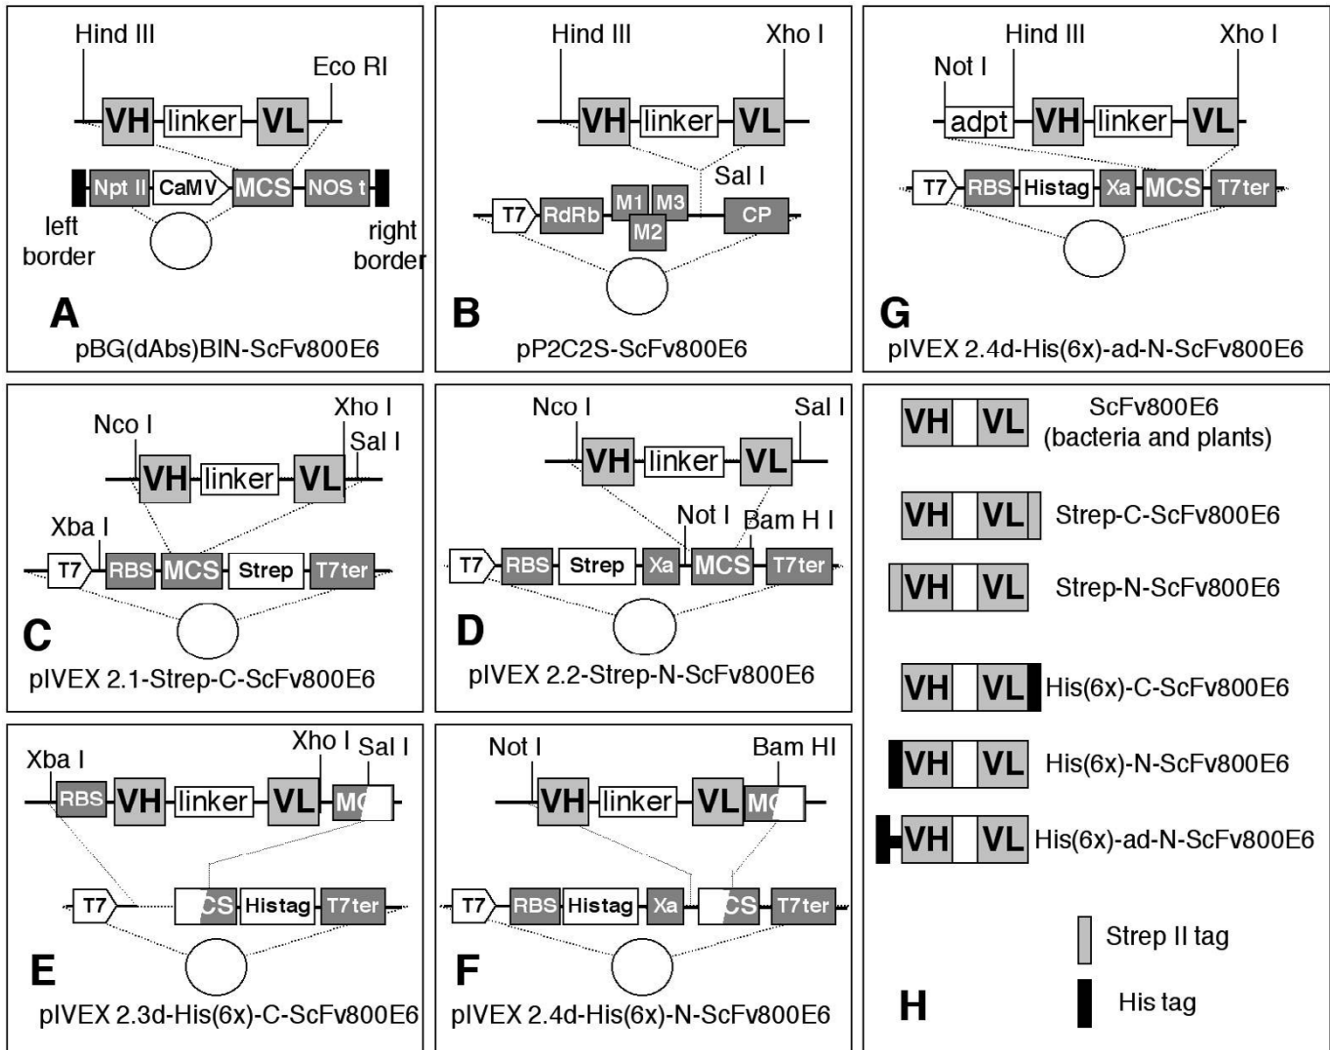 Hind III
Eco RI
VH linker VL
Npt II CaMV MCS NOS t
left border
right border
A
pBG(dAbs)BIN-ScFv800E6
Hind III
Xho I
VH linker VL
Sal I
T7 RdRb M1 M2 M3 CP
B
pP2C2S-ScFv800E6
Hind III
Xho I
Not I
adpt VH linker VL
T7 RBS Histag Xa MCS T7ter
G
pIVEX 2.4d-His(6x)-ad-N-ScFv800E6
Nco I
Xho I
Sal I
VH linker VL
Xba I
T7 RBS MCS Strep T7ter
C
pIVEX 2.1-Strep-C-ScFv800E6
Nco I
Sal I
VH linker VL
Not I
Bam H I
T7 RBS Strep Xa MCS T7ter
D
pIVEX 2.2-Strep-N-ScFv800E6
Xba I
Xho I
Sal I
RBS VH linker VL MC
T7 CS Histag T7ter
E
pIVEX 2.3d-His(6x)-C-ScFv800E6
Not I
Bam HI
VH linker VL MC
T7 RBS Histag Xa CS T7ter
F
pIVEX 2.4d-His(6x)-N-ScFv800E6
VH VL ScFv800E6
(bacteria and plants)
VH VL Strep-C-ScFv800E6
VH VL Strep-N-ScFv800E6
VH VL His(6x)-C-ScFv800E6
VH VL His(6x)-N-ScFv800E6
VH VL His(6x)-ad-N-ScFv800E6
Strep II tag
His tag
H